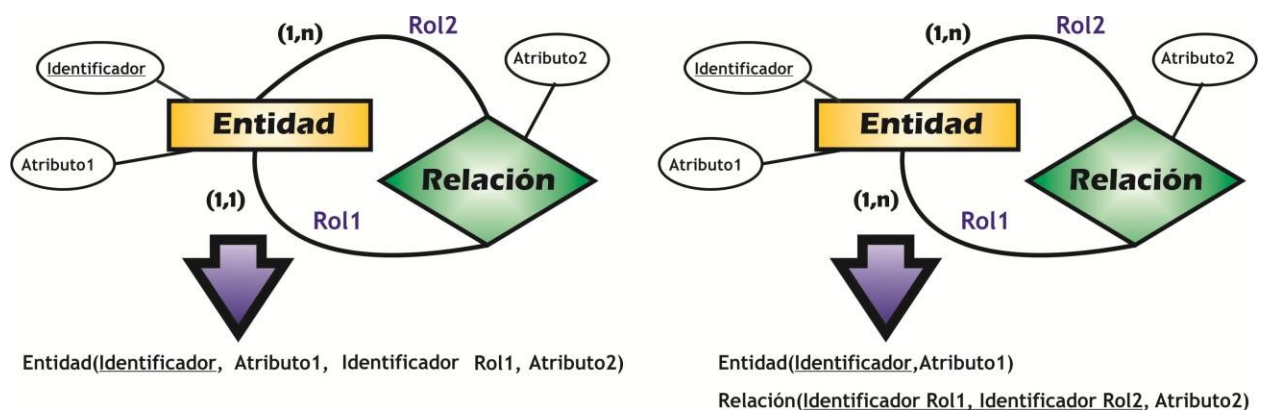 (1,n)
Rol2
Identificador
Atributo2
Entidad
Atributo1
Relación
(1,1)
Rol1
Entidad(Identificador, Atributo1, Identificador Rol1, Atributo2)
(1,n)
Rol2
Identificador
Atributo2
Entidad
Atributo1
Relación
(1,n)
Rol1
Entidad(Identificador,Atributo1)
Relación(Identificador Rol1, Identificador Rol2, Atributo2)